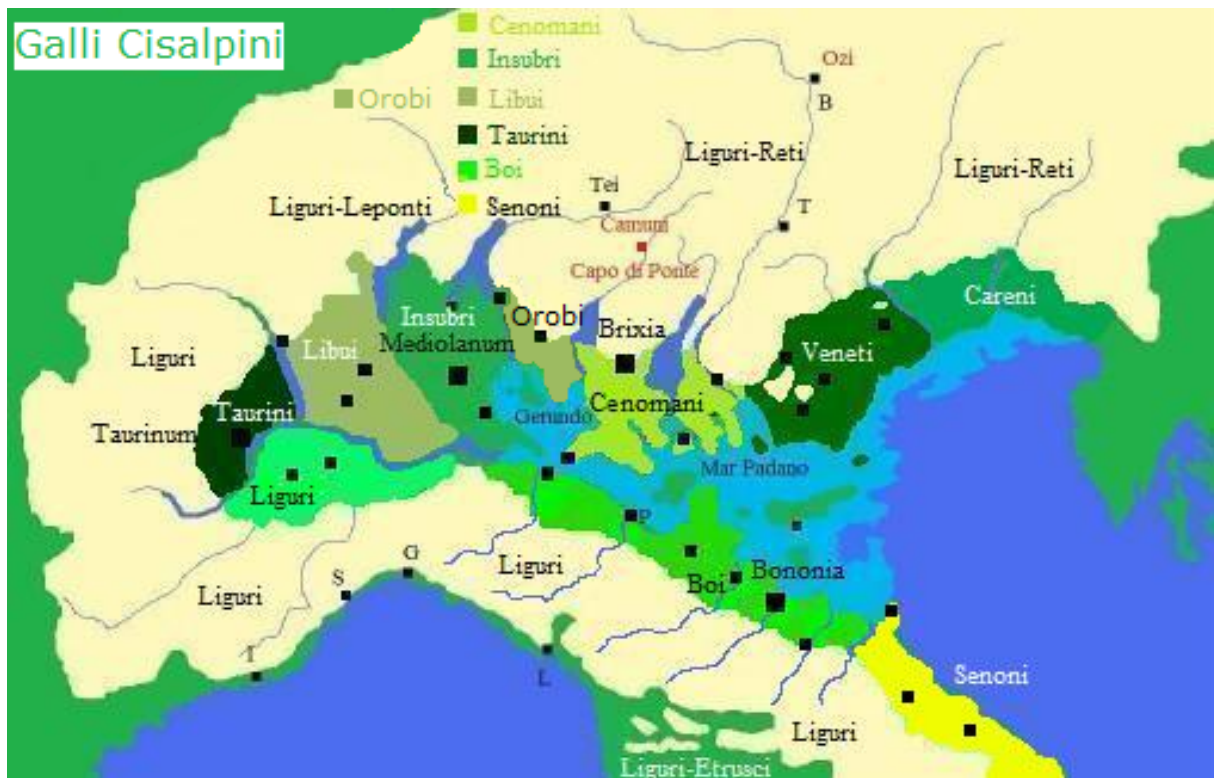 Galli Cisalpini
Cenomani
Insubri
Orobi
Libui
Taurini
Boi
Senoni
Ozi
B
Liguri-Reti
Liguri-Reti
Tei
Liguri-Leponti
T
Camuni
Capo di Ponte
Careni
Insubri
Orobi
Brixia
Liguri
Libui
Mediolanum
Veneti
Taurini
Gerundo
Cenomani
Taurinum
Mar Padano
Liguri
P
G
Liguri
Boi
Bononia
S
Liguri
I
L
Senoni
Liguri
Liguri-Etrusci